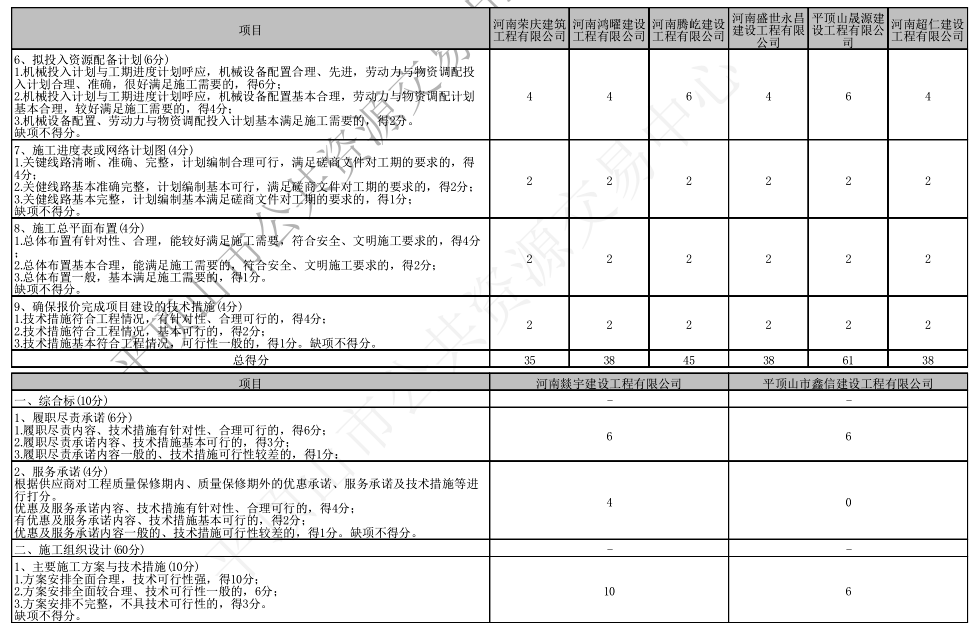 项目 河南荣庆建筑工程有限公司 河南鸿曜建设工程有限公司 河南腾屹建设工程有限公司 河南盛世永昌建设工程有限公司 平顶山晟源建设工程有限公司 河南超仁建设工程有限公司
6、拟投入资源配备计划(6分)
1.机械投入计划与工期进度计划呼应，机械设备配置合理、先进，劳动力与物资调配投
入计划合理、准确，很好满足施工需要的，得6分；
2.机械投入计划与工期进度计划呼应，机械设备配置基本合理，劳动力与物资调配计划
基本合理，较好满足施工需要的，得4分；
3.机械设备配置、劳动力与物资调配投入计划基本满足施工需要的，得2分。
缺项不得分。
4 4 6 4 6 4
7、施工进度表或网络计划图(4分)
1.关键线路清晰、准确、完整，计划编制合理可行，满足磋商文件对工期的要求的，得
4分；
2.关健线路基本准确完整，计划编制基本可行，满足磋商文件对工期的要求的，得2分；
3.关健线路基本完整，计划编制基本满足磋商文件对工期的要求的，得1分；
缺项不得分。
2 2 2 2 2 2
8、施工总平面布置(4分)
1.总体布置有针对性、合理，能较好满足施工需要，符合安全、文明施工要求的，得4分
；
2.总体布置基本合理，能满足施工需要的，符合安全、文明施工要求的，得2分；
3.总体布置一般，基本满足施工需要的，得1分。
缺项不得分。
2 2 2 2 2 2
9、确保报价完成项目建设的技术措施(4分)
1.技术措施符合工程情况，有针对性、合理可行的，得4分；
2.技术措施符合工程情况，基本可行的，得2分；
3.技术措施基本符合工程情况，可行性一般的，得1分。缺项不得分。
2 2 2 2 2 2
总得分 35 38 45 38 61 38
项目 河南燚宇建设工程有限公司 平顶山市鑫信建设工程有限公司
一、综合标(10分) – –
1、履职尽责承诺(6分)
1.履职尽责内容、技术措施有针对性、合理可行的，得6分；
2.履职尽责承诺内容、技术措施基本可行的，得3分；
3.履职尽责承诺内容一般的、技术措施可行性较差的，得1分；
6 6
2、服务承诺(4分)
根据供应商对工程质量保修期内、质量保修期外的优惠承诺、服务承诺及技术措施等进
行打分。
优惠及服务承诺内容、技术措施有针对性、合理可行的，得4分；
有优惠及服务承诺内容、技术措施基本可行的，得2分；
优惠及服务承诺内容一般的、技术措施可行性较差的，得1分。缺项不得分。
4 0
二、施工组织设计(60分) – –
1、主要施工方案与技术措施(10分)
1.方案安排全面合理，技术可行性强，得10分；
2.方案安排全面较合理、技术可行性一般的，6分；
3.方案安排不完整，不具技术可行性的，得3分。
缺项不得分。
10 6
平顶山市公共资源交易中心
平顶山市公共资源交易中心